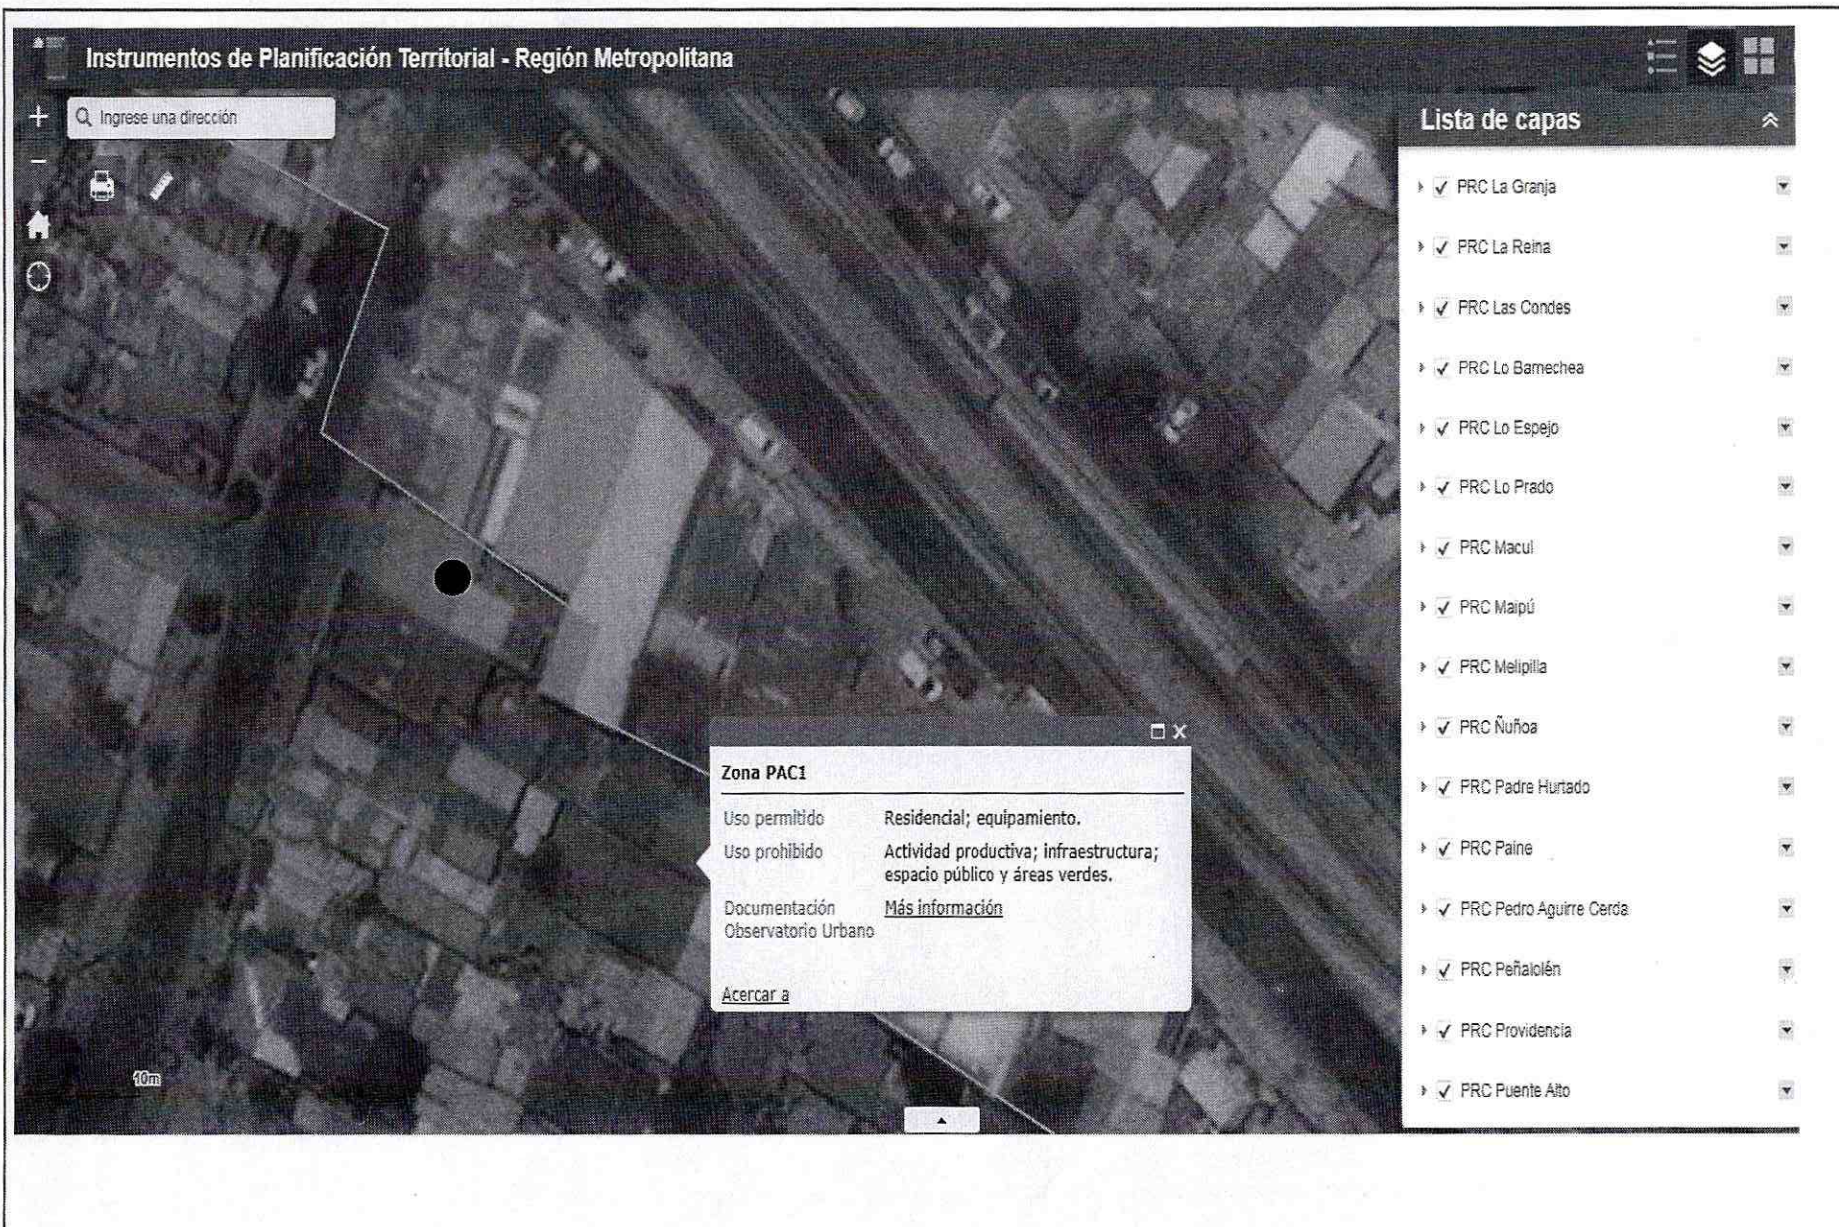 Instrumentos de Planificación Territorial - Región Metropolitana
Ingrese una dirección
Lista de capas
PRC La Granja
PRC La Reina
PRC Las Condes
PRC Lo Barnechea
PRC Lo Espejo
PRC Lo Prado
PRC Macul
PRC Maipú
PRC Melipilla
PRC Ñuñoa
PRC Padre Hurtado
PRC Paine
PRC Pedro Aguirre Cerda
PRC Peñalolén
PRC Providencia
PRC Puente Alto
Zona PAC1
Uso permitido Residencial; equipamiento.
Uso prohibido Actividad productiva; infraestructura;
espacio público y áreas verdes.
Documentación Más información
Observatorio Urbano
Acercar a
10m